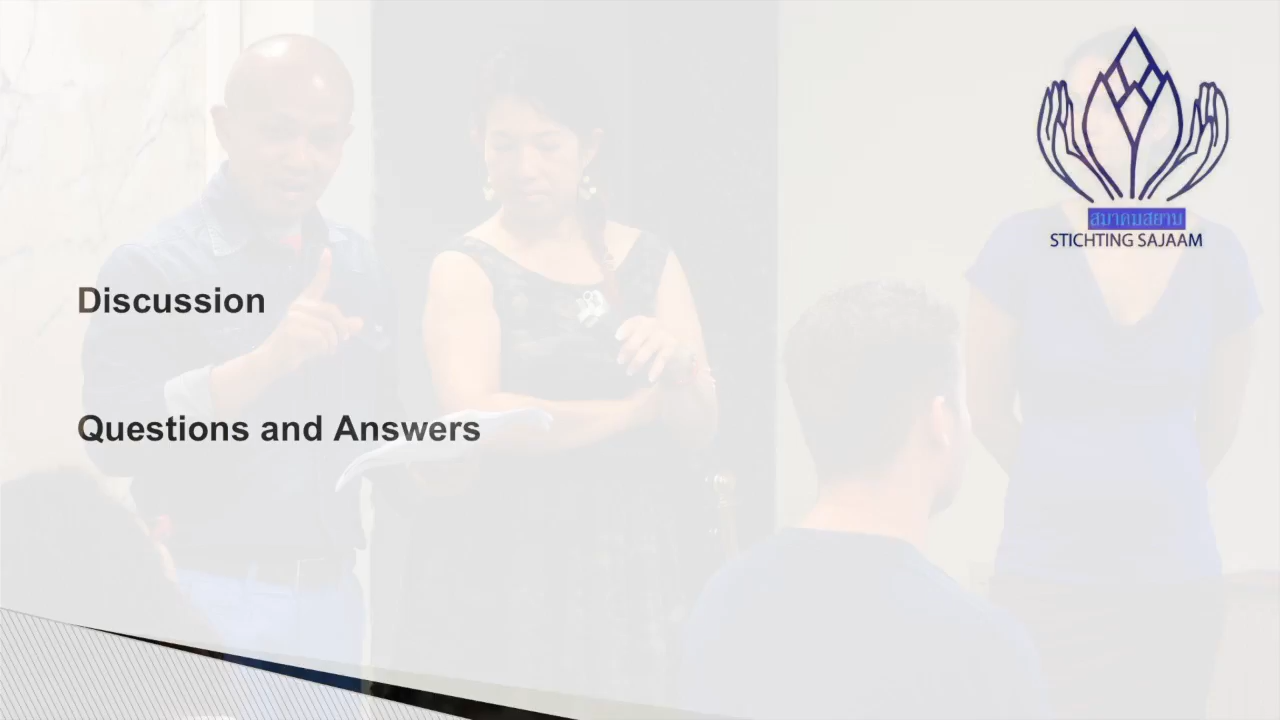 สมาคมสยาม
STICHTING SAJAAM
Discussion
Questions and Answers